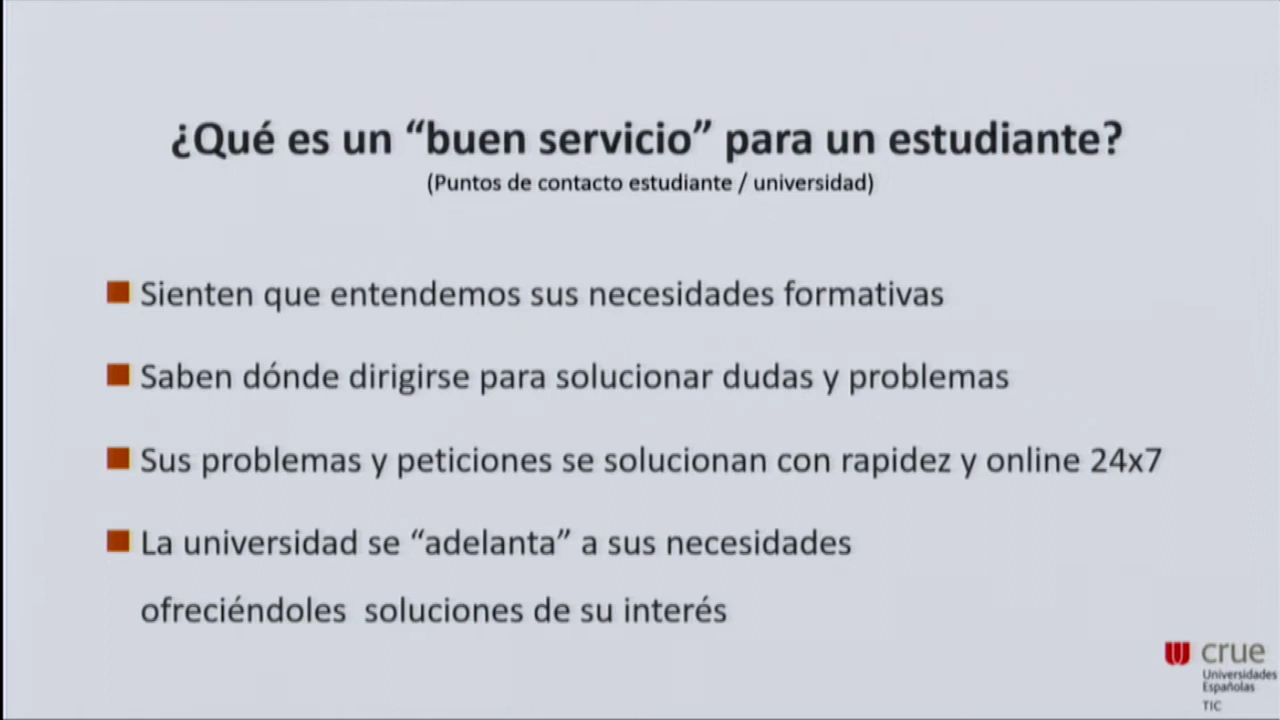 ¿Qué es un “buen servicio” para un estudiante?
(Puntos de contacto estudiante / universidad)
Sienten que entendemos sus necesidades formativas
Saben dónde dirigirse para solucionar dudas y problemas
Sus problemas y peticiones se solucionan con rapidez y online 24x7
La universidad se “adelanta” a sus necesidades
ofreciéndoles soluciones de su interés
crue
Universidades
Españolas
TIC